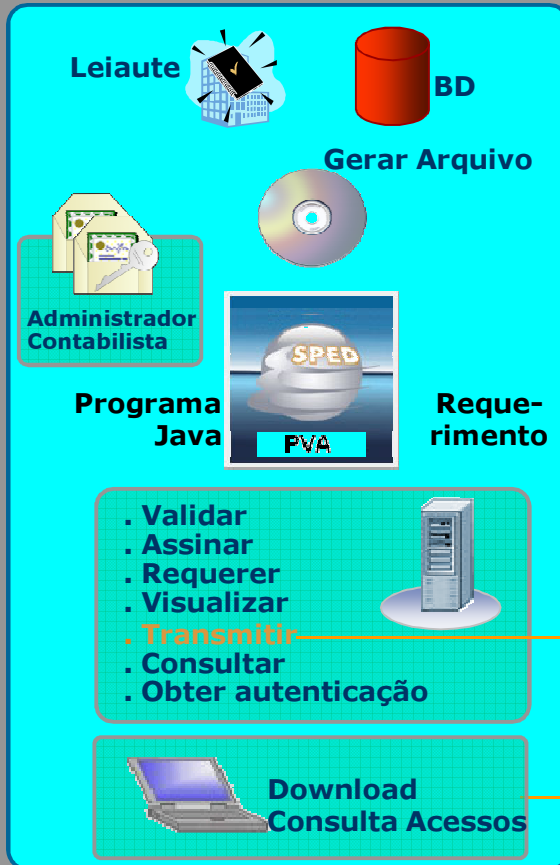 Leiaute
BD
Gerar Arquivo
Administrador
Contabilista
SPED
Programa
Java
PVA
Reque-
rimento
. Validar
. Assinar
. Requerer
. Visualizar
. Transmitir
. Consultar
. Obter autenticação
Download
Consulta Acessos